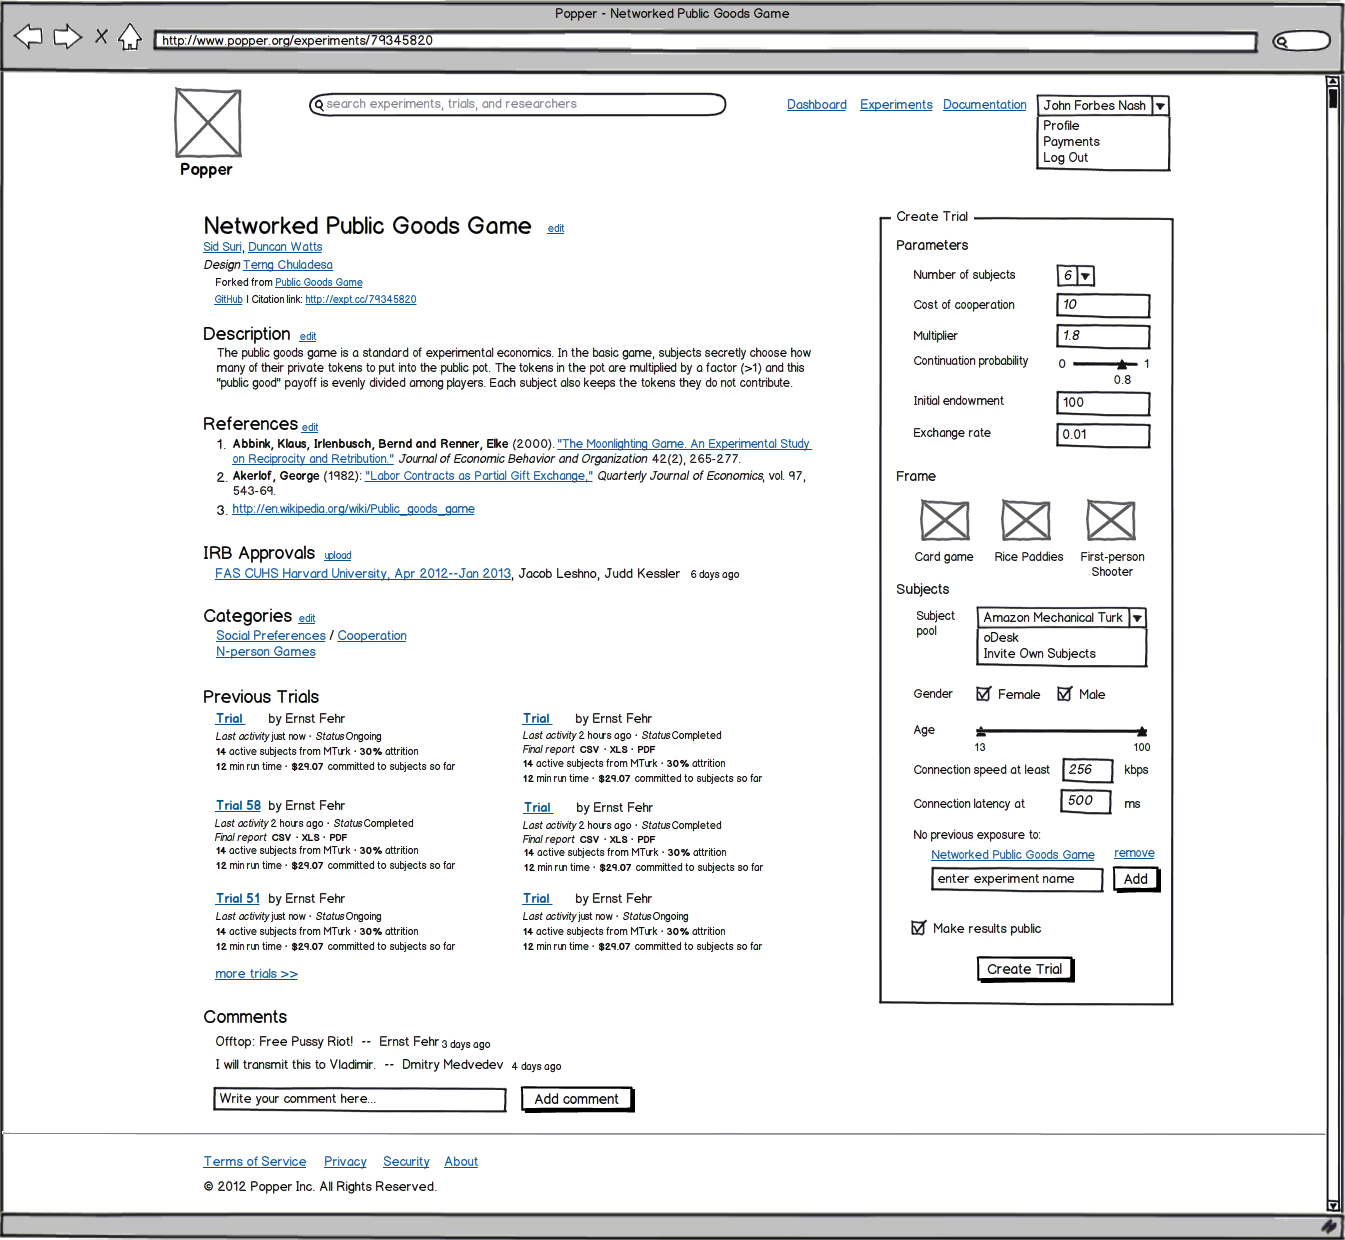 Popper - Networked Public Goods Game
http://www.popper.org/experiments/79345820
search experiments, trials, and researchers
Dashboard Experiments Documentation John Forbes Nash
Profile
Payments
Log Out
Popper
Networked Public Goods Game edit
Sid Suri, Duncan Watts
Design Terng Chuladesa
Forked from Public Goods Game
GitHub | Citation link: http://expt.cc/79345820
Description edit
The public goods game is a standard of experimental economics. In the basic game, subjects secretly choose how
many of their private tokens to put into the public pot. The tokens in the pot are multiplied by a factor (>1) and this
"public good" payoff is evenly divided among players. Each subject also keeps the tokens they do not contribute.
References edit
1. Abbink, Klaus, Irlenbusch, Bernd and Renner, Elke (2000). "The Moonlighting Game. An Experimental Study
on Reciprocity and Retribution." Journal of Economic Behavior and Organization 42(2), 265-277.
2. Akerlof, George (1982): "Labor Contracts as Partial Gift Exchange," Quarterly Journal of Economics, vol. 97,
543-69.
3. http://en.wikipedia.org/wiki/Public_goods_game
IRB Approvals upload
FAS CUHS Harvard University, Apr 2012--Jan 2013, Jacob Leshno, Judd Kessler 6 days ago
Categories edit
Social Preferences / Cooperation
N-person Games
Previous Trials
Trial by Ernst Fehr
Last activity just now · Status Ongoing
14 active subjects from MTurk · 30% attrition
12 min run time · $29.07 committed to subjects so far
Trial by Ernst Fehr
Last activity 2 hours ago · Status Completed
Final report CSV · XLS · PDF
14 active subjects from MTurk · 30% attrition
12 min run time · $29.07 committed to subjects so far
Trial 58 by Ernst Fehr
Last activity 2 hours ago · Status Completed
Final report CSV · XLS · PDF
14 active subjects from MTurk · 30% attrition
12 min run time · $29.07 committed to subjects so far
Trial by Ernst Fehr
Last activity 2 hours ago · Status Completed
Final report CSV · XLS · PDF
14 active subjects from MTurk · 30% attrition
12 min run time · $29.07 committed to subjects so far
Trial 51 by Ernst Fehr
Last activity just now · Status Ongoing
14 active subjects from MTurk · 30% attrition
12 min run time · $29.07 committed to subjects so far
Trial by Ernst Fehr
Last activity just now · Status Ongoing
14 active subjects from MTurk · 30% attrition
12 min run time · $29.07 committed to subjects so far
more trials >>
Comments
Offtop: Free Pussy Riot! -- Ernst Fehr 3 days ago
I will transmit this to Vladimir. -- Dmitry Medvedev 4 days ago
Write your comment here... Add comment
Create Trial
Parameters
Number of subjects 6
Cost of cooperation 10
Multiplier 1.8
Continuation probability 0 1
0.8
Initial endowment 100
Exchange rate 0.01
Frame
Card game Rice Paddies First-person
Shooter
Subjects
Subject Amazon Mechanical Turk
pool oDesk
Invite Own Subjects
Gender Female Male
Age
13 100
Connection speed at least 256 kbps
Connection latency at 500 ms
No previous exposure to:
Networked Public Goods Game remove
enter experiment name Add
Make results public
Create Trial
Terms of Service Privacy Security About
© 2012 Popper Inc. All Rights Reserved.